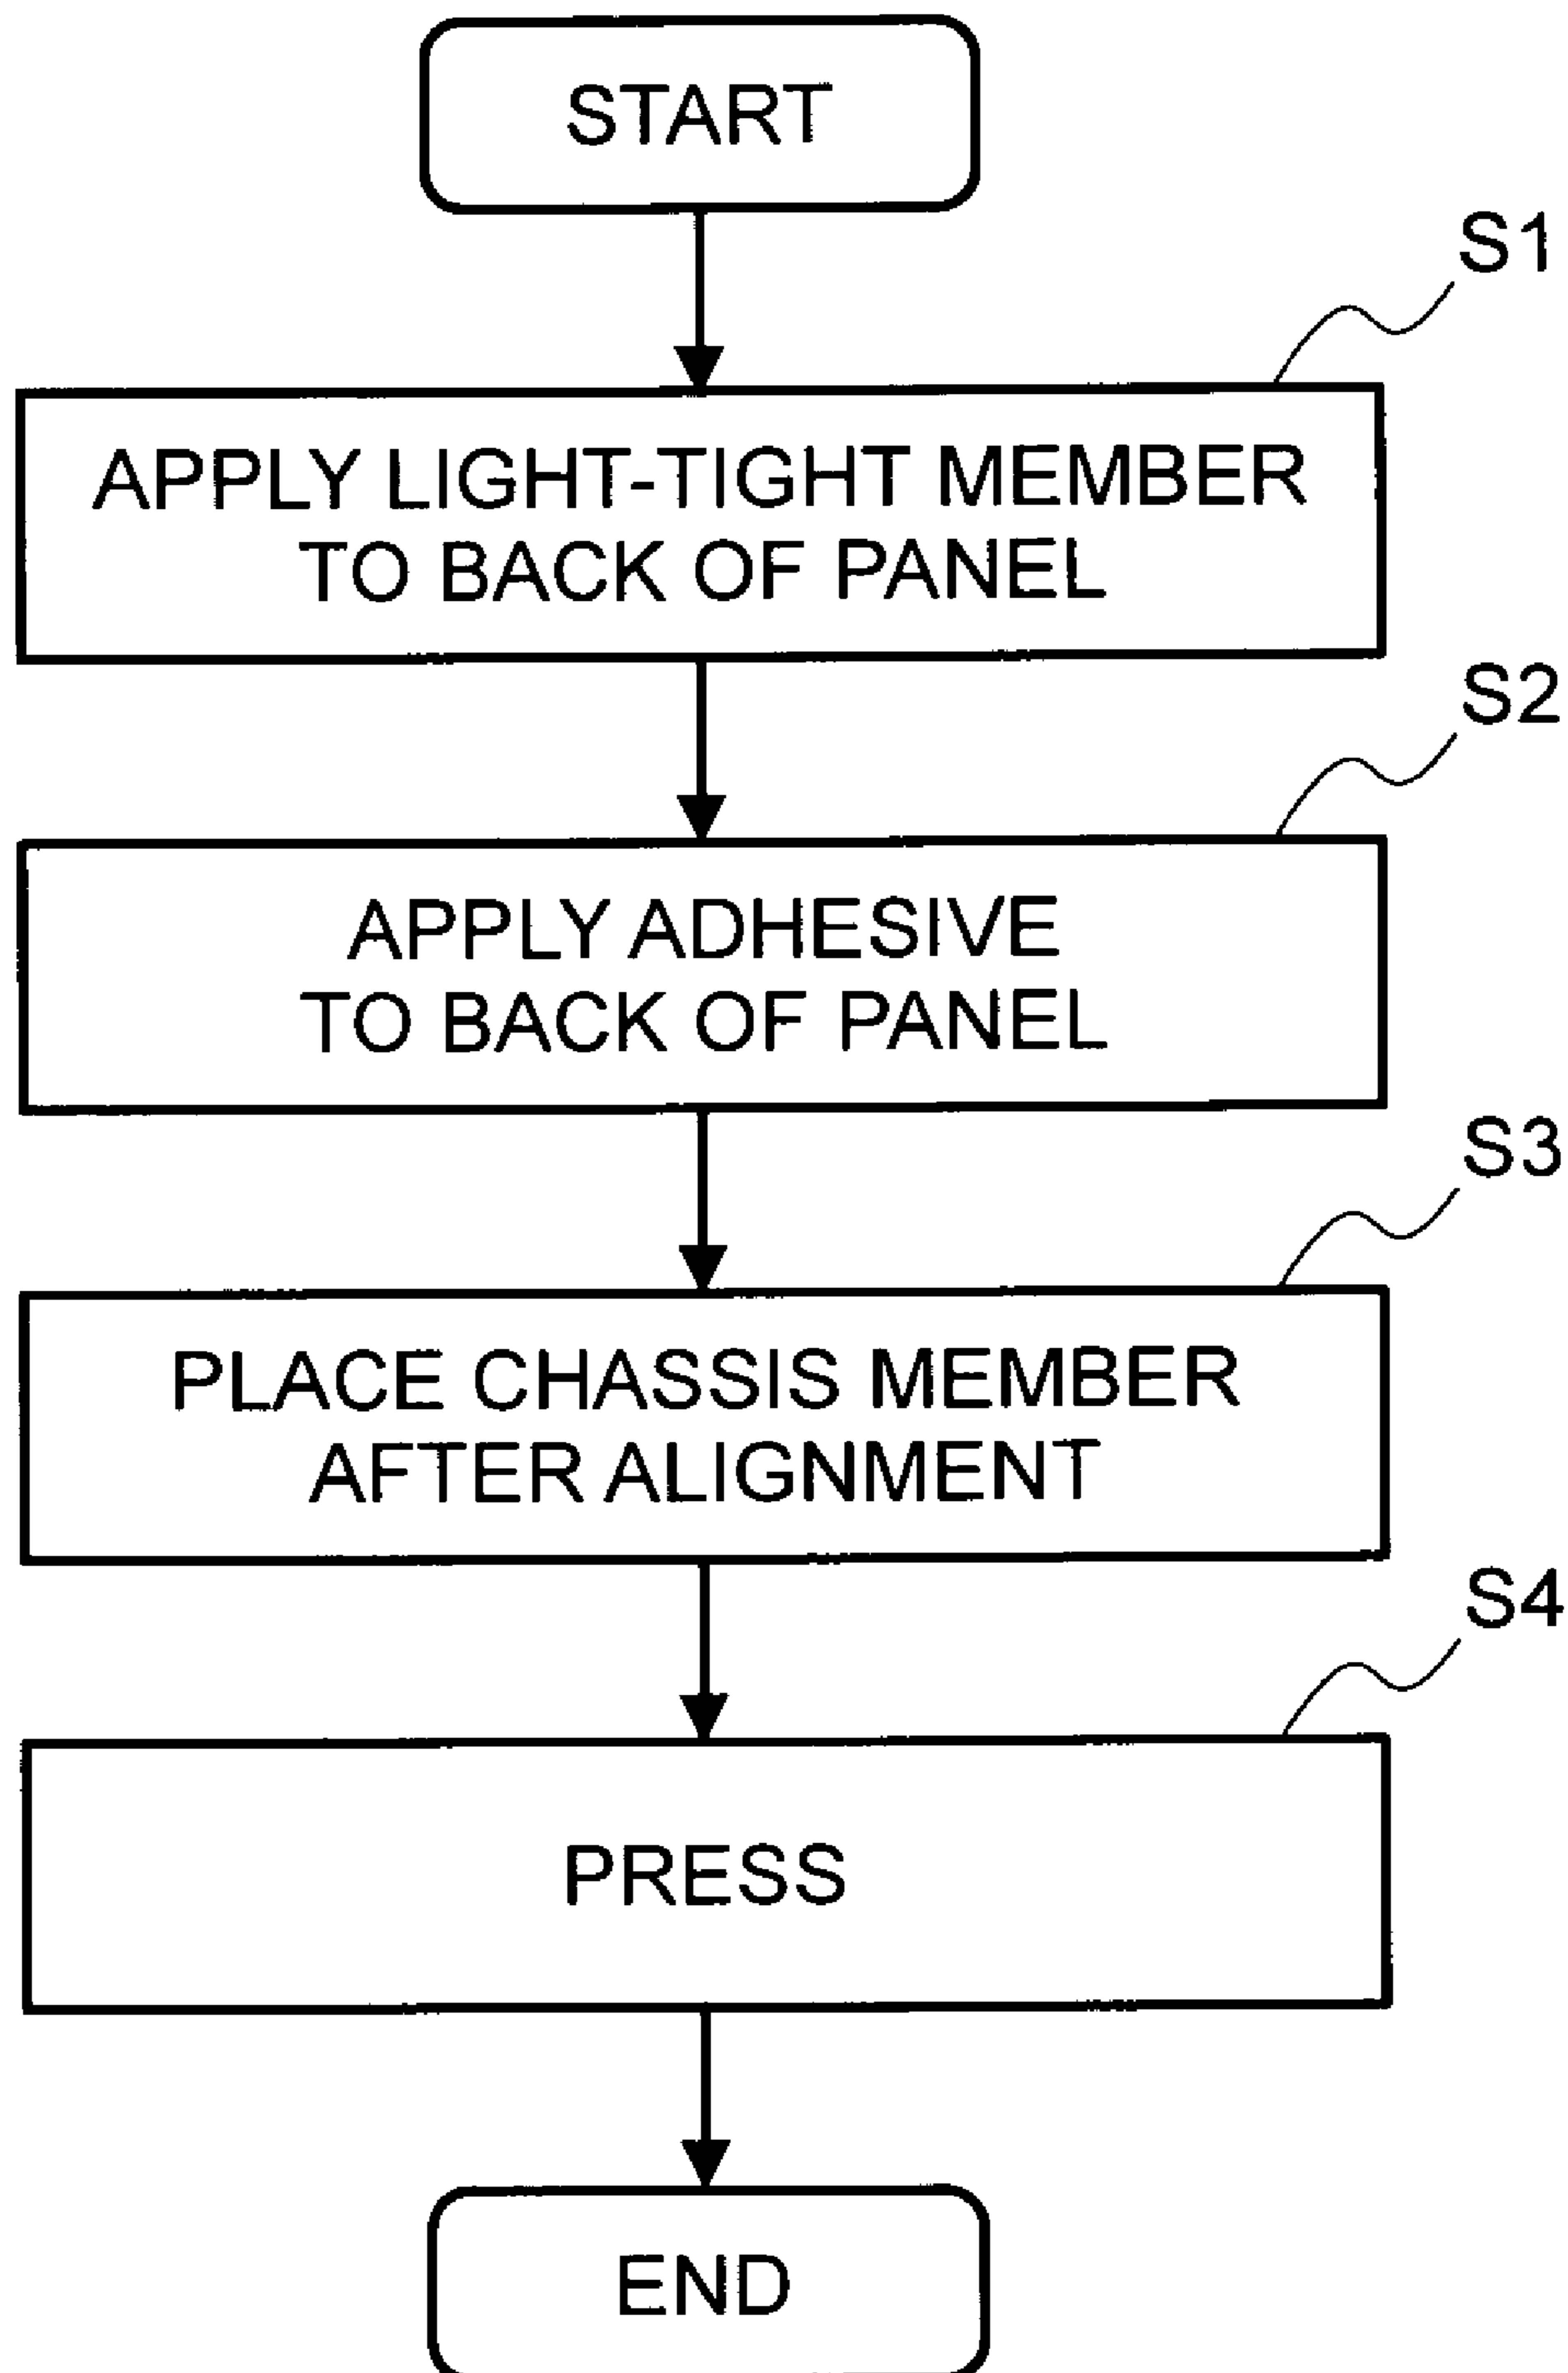 START
S1
APPLY LIGHT-TIGHT MEMBER
TO BACK OF PANEL
S2
APPLY ADHESIVE
TO BACK OF PANEL
S3
PLACE CHASSIS MEMBER
AFTER ALIGNMENT
S4
PRESS
END